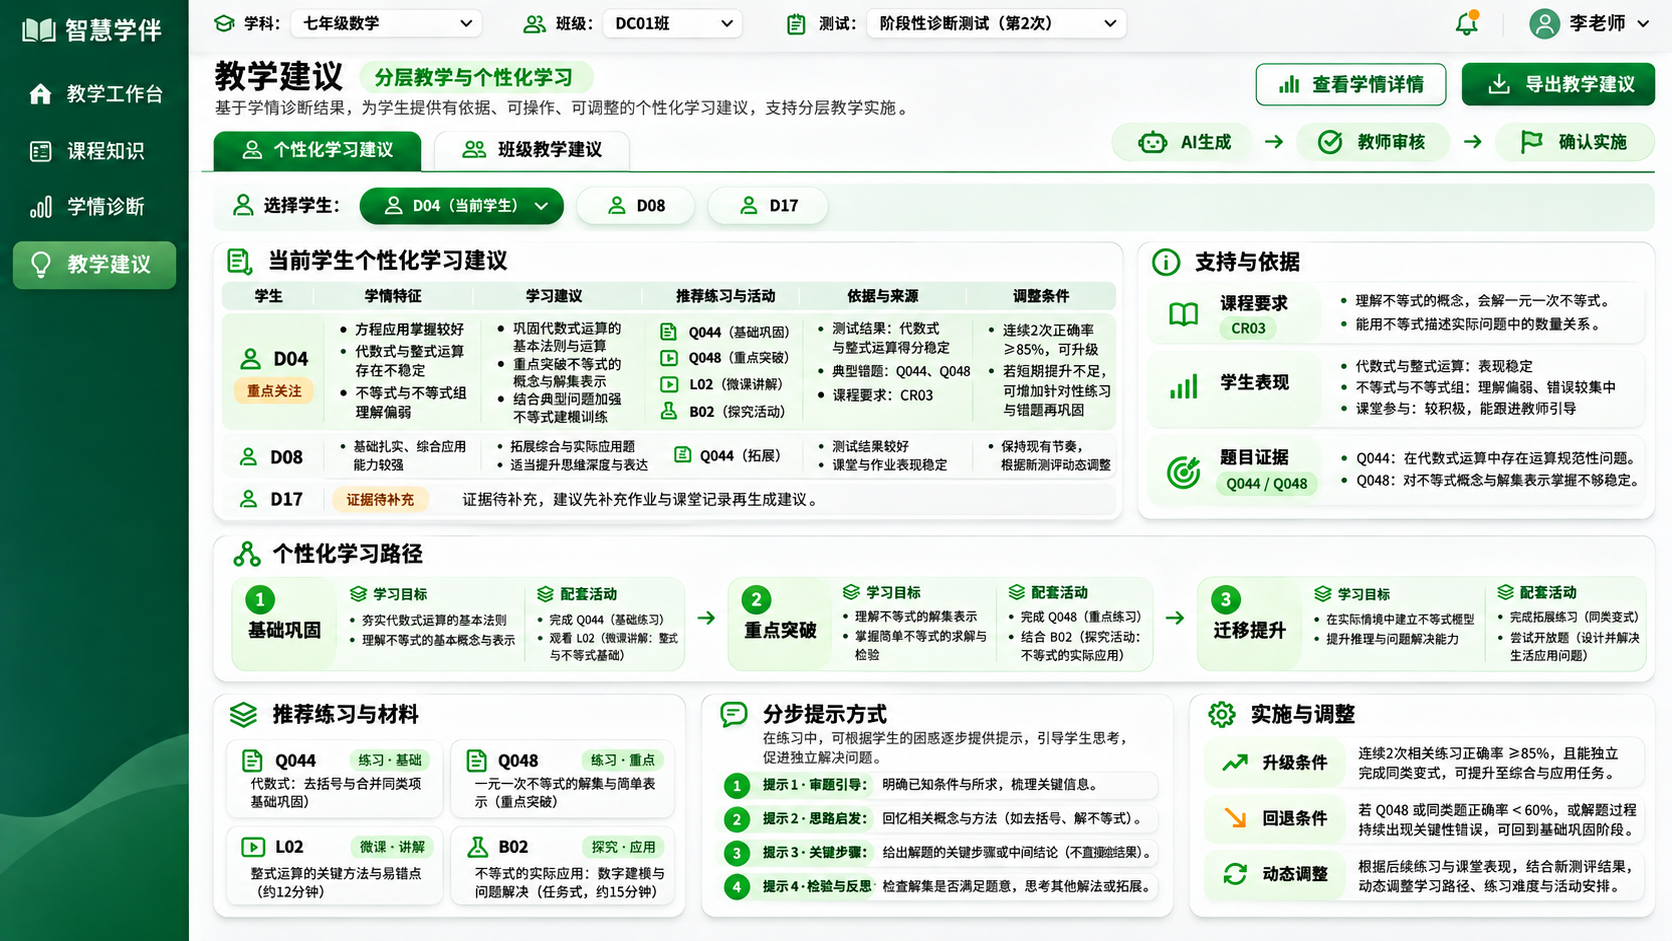 智慧学伴
学科： 七年级数学
班级： DC01班
测试： 阶段性诊断测试（第2次）
李老师
教学工作台
课程知识
学情诊断
教学建议
教学建议 分层教学与个性化学习
基于学情诊断结果，为学生提供有依据、可操作、可调整的个性化学习建议，支持分层教学实施。
查看学情详情
导出教学建议
个性化学习建议
班级教学建议
AI生成 → 教师审核 → 确认实施
选择学生： D04（当前学生） D08 D17
当前学生个性化学习建议
学生 学情特征 学习建议 推荐练习与活动 依据与来源 调整条件
D04
重点关注
• 方程应用掌握较好
• 代数式与整式运算
存在不稳定
• 不等式与不等式组
理解偏弱
• 巩固代数式运算的
基本法则与运算
• 重点突破不等式的
概念与解集表示
• 结合典型问题加强
不等式建模训练
Q044（基础巩固）
Q048（重点突破）
L02（微课讲解）
B02（探究活动）
• 测试结果：代数式
与整式运算得分稳定
• 典型错题：Q044、Q048
• 课程要求：CR03
• 连续2次正确率
≥85%，可升级
• 若短期提升不足，
可增加针对性练习
与错题再巩固
D08
• 基础扎实、综合应用
能力较强
• 拓展综合与实际应用题
• 适当提升思维深度与表达
Q044（拓展）
• 测试结果较好
• 课堂与作业表现稳定
• 保持现有节奏，
根据新测评动态调整
D17
证据待补充
证据待补充，建议先补充作业与课堂记录再生成建议。
支持与依据
课程要求
CR03
• 理解不等式的概念，会解一元一次不等式。
• 能用不等式描述实际问题中的数量关系。
学生表现
• 代数式与整式运算：表现稳定
• 不等式与不等式组：理解偏弱、错误较集中
• 课堂参与：较积极，能跟进教师引导
题目证据
Q044 / Q048
• Q044：在代数式运算中存在运算规范性问题。
• Q048：对不等式概念与解集表示掌握不够稳定。
个性化学习路径
1
基础巩固
学习目标
• 夯实代数式运算的基本法则
• 理解不等式的基本概念与表示
配套活动
• 完成 Q044（基础练习）
• 观看 L02（微课讲解：整式
与不等式基础）
→
2
重点突破
学习目标
• 理解不等式的解集表示
• 掌握简单不等式的求解与
检验
配套活动
• 完成 Q048（重点练习）
• 结合 B02（探究活动：
不等式的实际应用）
→
3
迁移提升
学习目标
• 在实际情境中建立不等式模型
• 提升推理与问题解决能力
配套活动
• 完成拓展练习（同类变式）
• 尝试开放题（设计并解决
生活应用问题）
推荐练习与材料
Q044 练习 · 基础
代数式：去括号与合并同类项
基础巩固）
Q048 练习 · 重点
一元一次不等式的解集与简单表
示（重点突破）
L02 微课 · 讲解
整式运算的关键方法与易错点
（约12分钟）
B02 探究 · 应用
不等式的实际应用：数字建模与
问题解决（任务式，约15分钟）
分步提示方式
在练习中，可根据学生的困惑逐步提供提示，引导学生思考，
促进独立解决问题。
1 提示 1 · 审题引导： 明确已知条件与所求，梳理关键信息。
2 提示 2 · 思路启发： 回忆相关概念与方法（如去括号、解不等式）。
3 提示 3 · 关键步骤： 给出解题的关键步骤或中间结论（不直接给结果）。
4 提示 4 · 检验与反思 检查解集是否满足题意，思考其他解法或拓展。
实施与调整
升级条件
连续2次相关练习正确率 ≥85%，且能独立
完成同类变式，可提升至综合与应用任务。
回退条件
若 Q048 或同类题正确率 < 60%，或解题过程
持续出现关键性错误，可回到基础巩固阶段。
动态调整
根据后续练习与课堂表现，结合新测评结果，
动态调整学习路径、练习难度与活动安排。